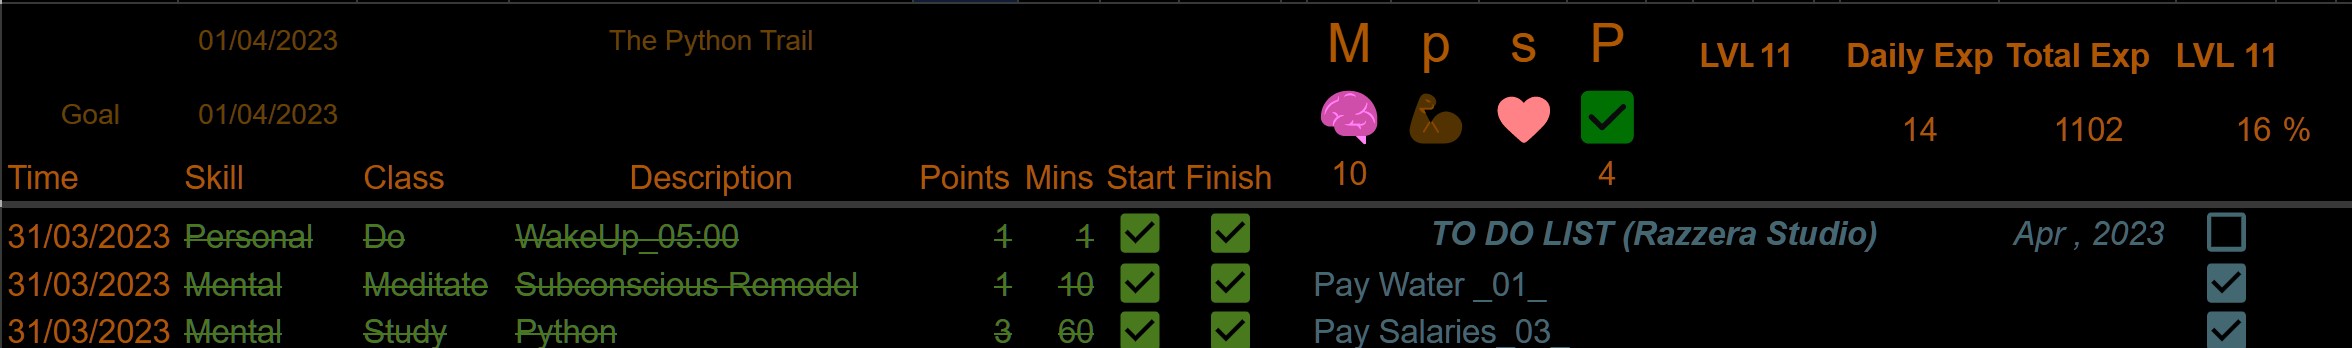 01/04/2023 The Python Trail M p s P LVL 11 Daily Exp Total Exp LVL 11
Goal 01/04/2023 14 1102 16 %
Time Skill Class Description Points Mins Start Finish 10 4
31/03/2023 Personal Do WakeUp_05:00 1 1 TO DO LIST (Razzera Studio) Apr , 2023
31/03/2023 Mental Meditate Subconscious Remodel 1 10 Pay Water _01_
31/03/2023 Mental Study Python 3 60 Pay Salaries_03_